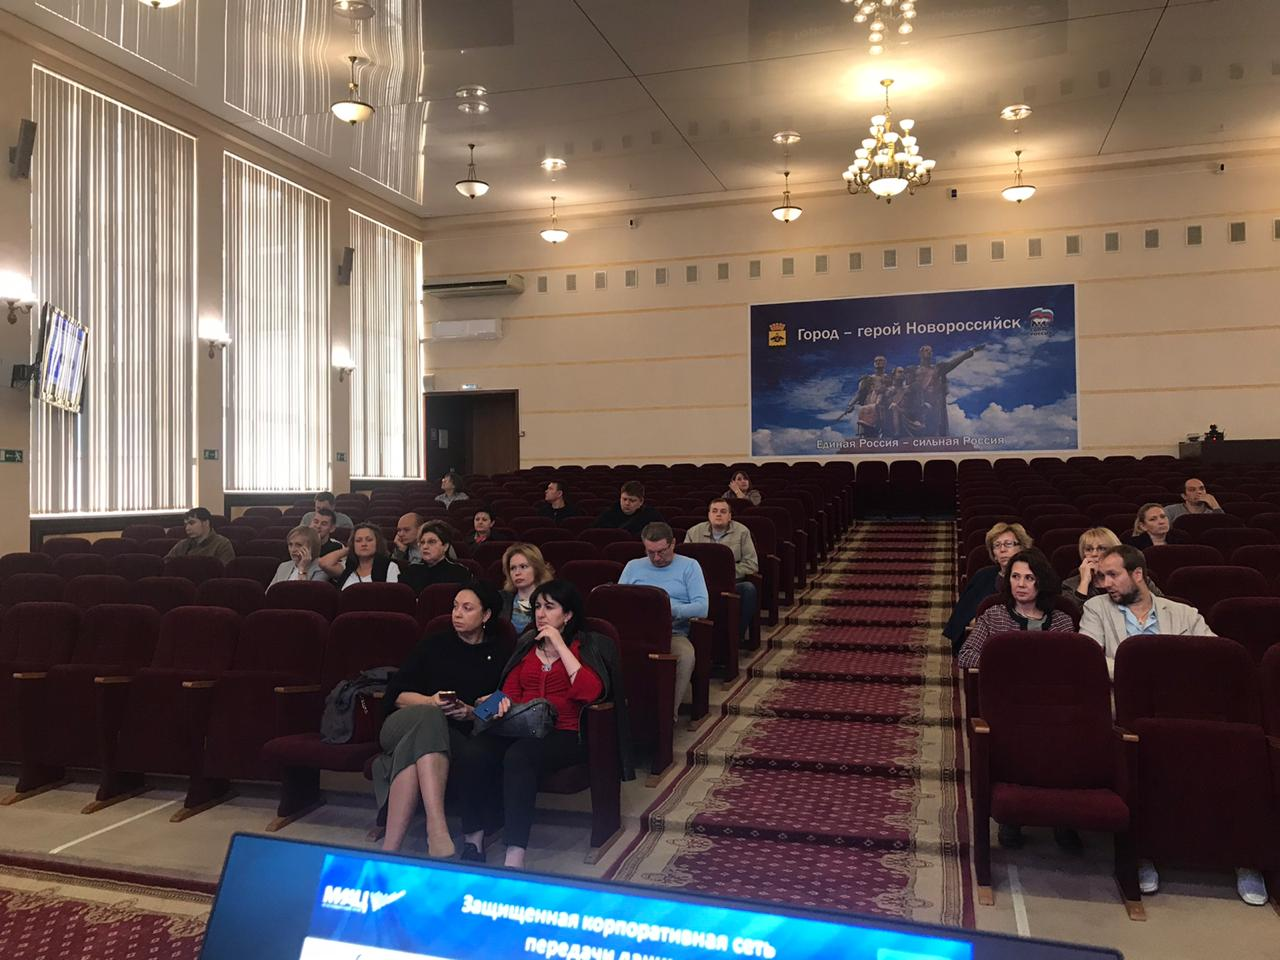 Город – герой Новороссийск
Единая Россия – сильная Россия
Защищенная корпоративная сеть
передачи